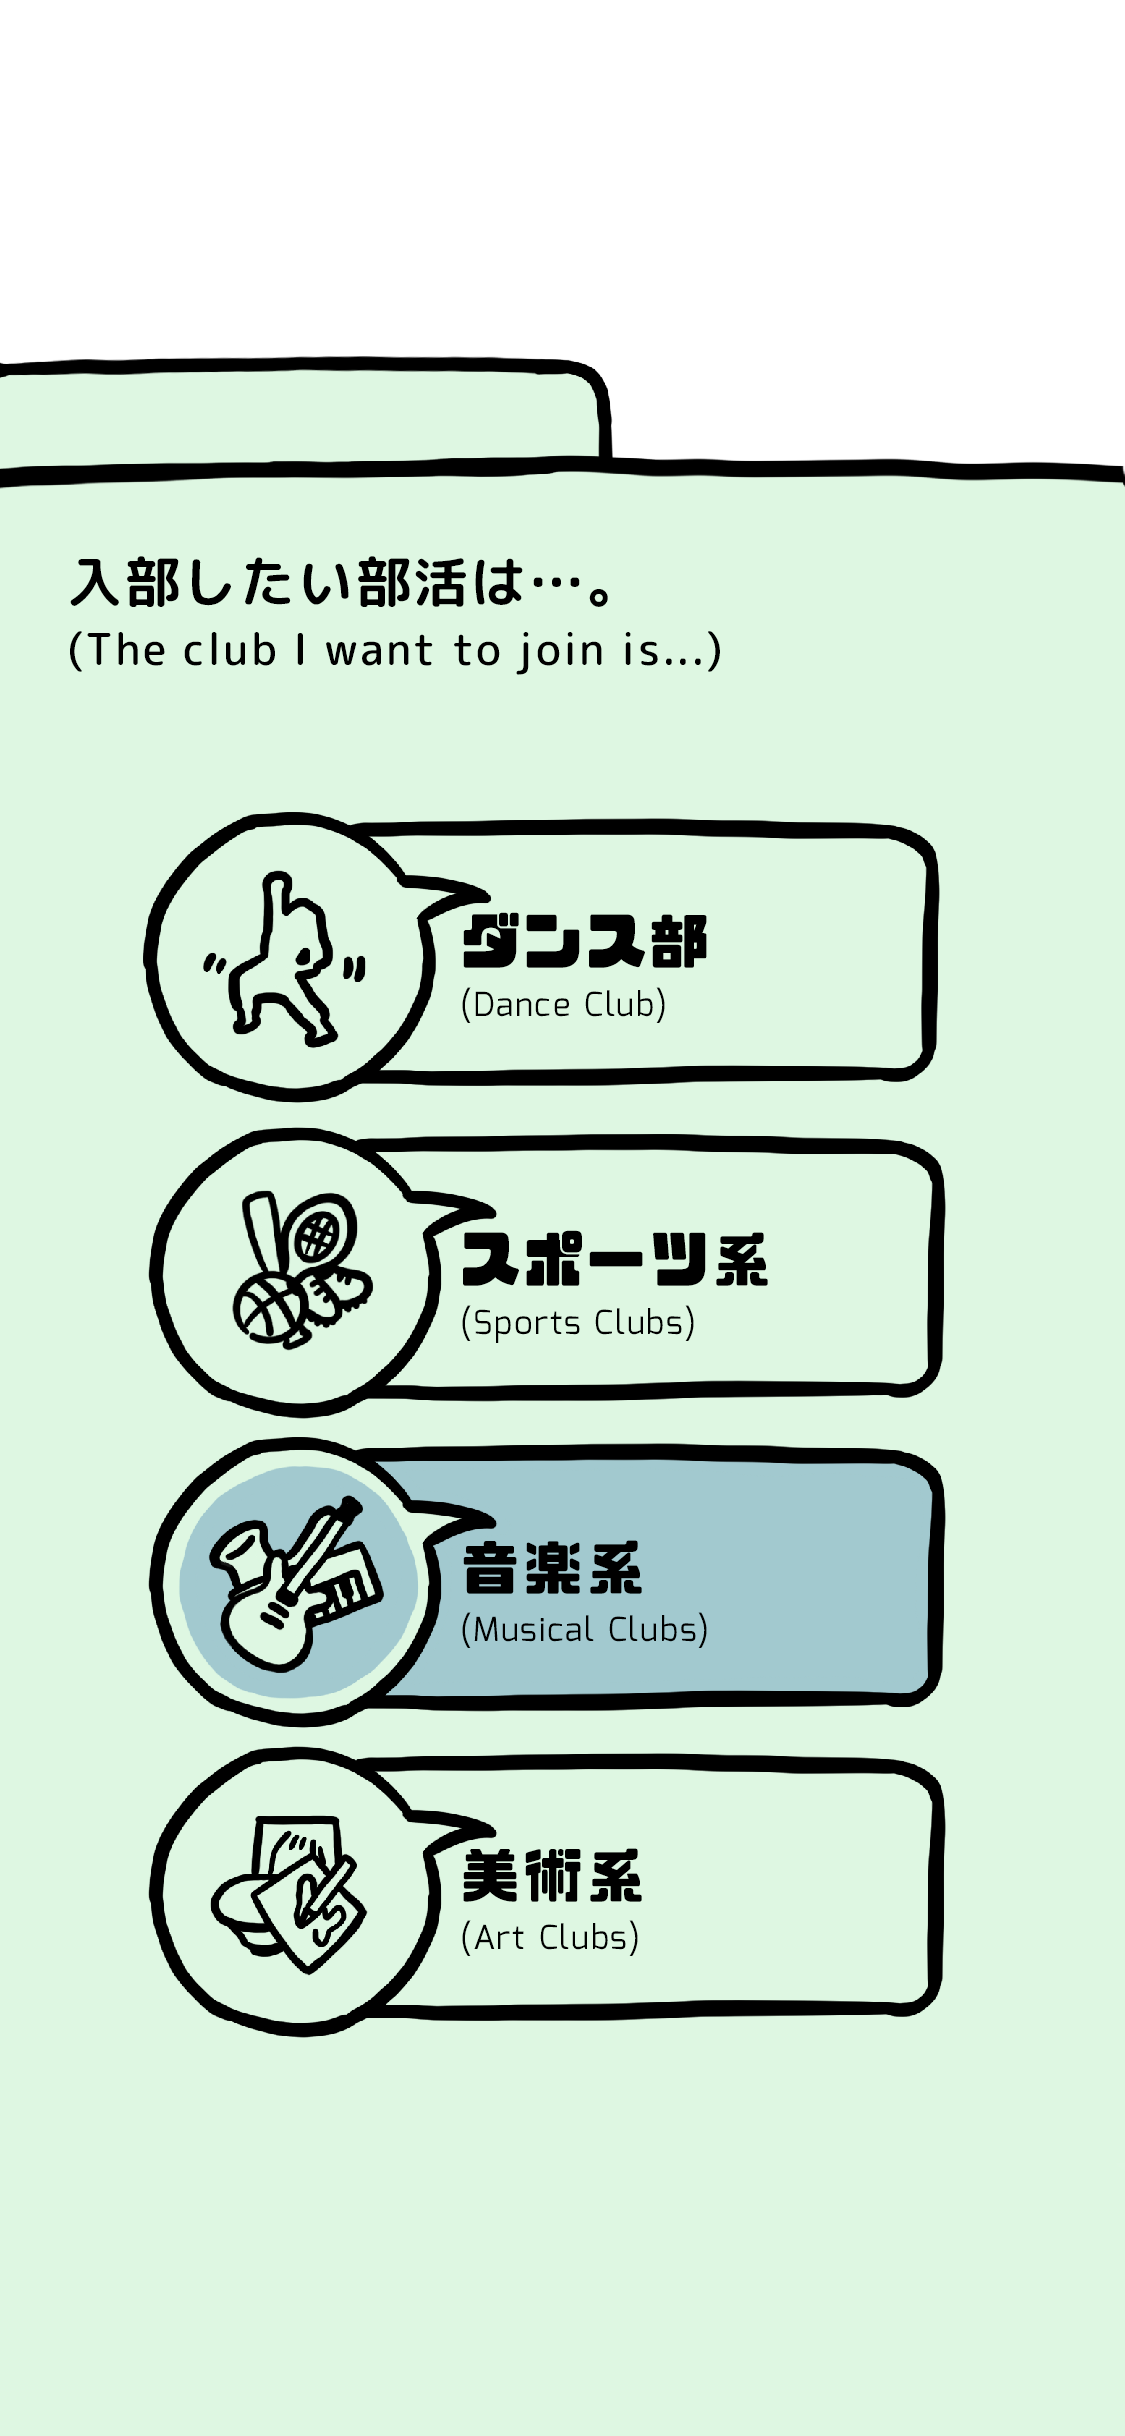 入部したい部活は…。
(The club I want to join is...)
ダンス部
(Dance Club)
スポーツ系
(Sports Clubs)
音楽系
(Musical Clubs)
美術系
(Art Clubs)